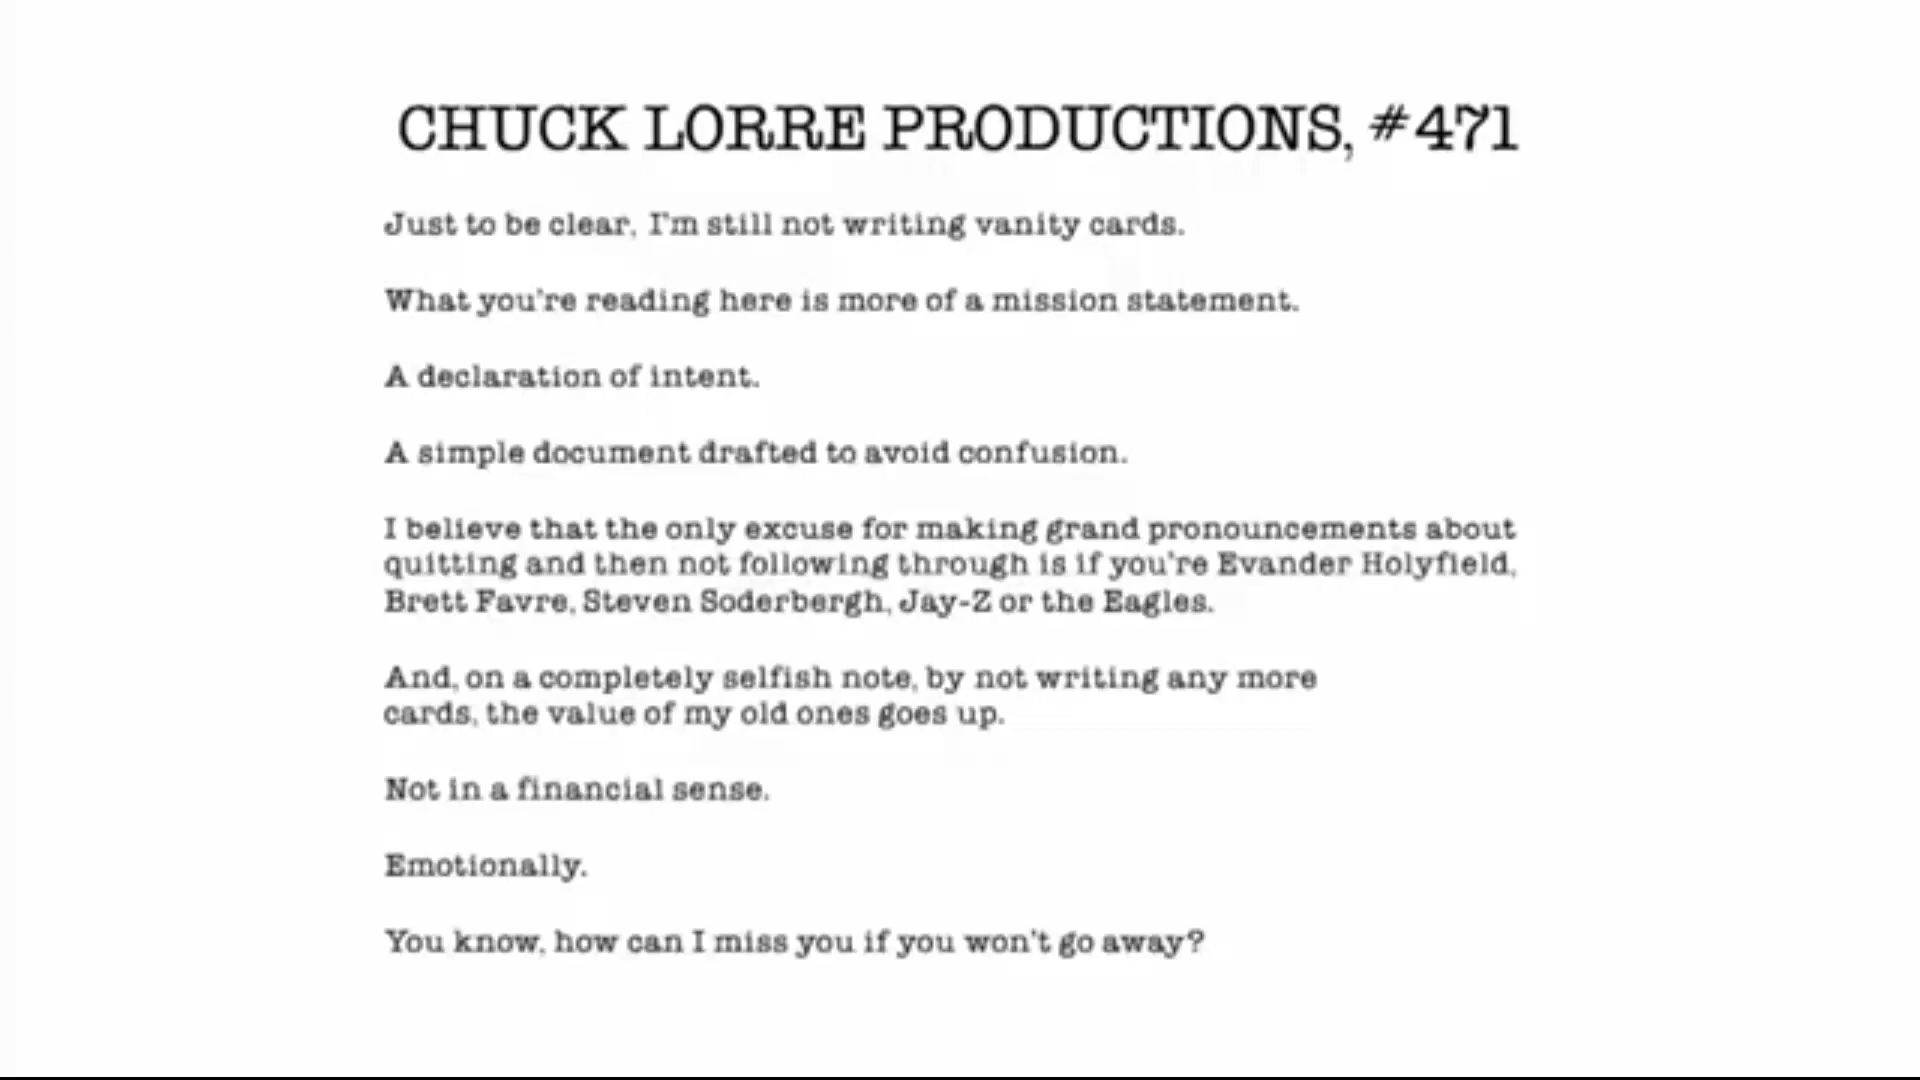 CHUCK LORRE PRODUCTIONS, #471
Just to be clear, I'm still not writing vanity cards.
What you're reading here is more of a mission statement.
A declaration of intent.
A simple document drafted to avoid confusion.
I believe that the only excuse for making grand pronouncements about
quitting and then not following through is if you're Evander Holyfield,
Brett Favre, Steven Soderbergh, Jay-Z or the Eagles.
And, on a completely selfish note, by not writing any more
cards, the value of my old ones goes up.
Not in a financial sense.
Emotionally.
You know, how can I miss you if you won't go away?